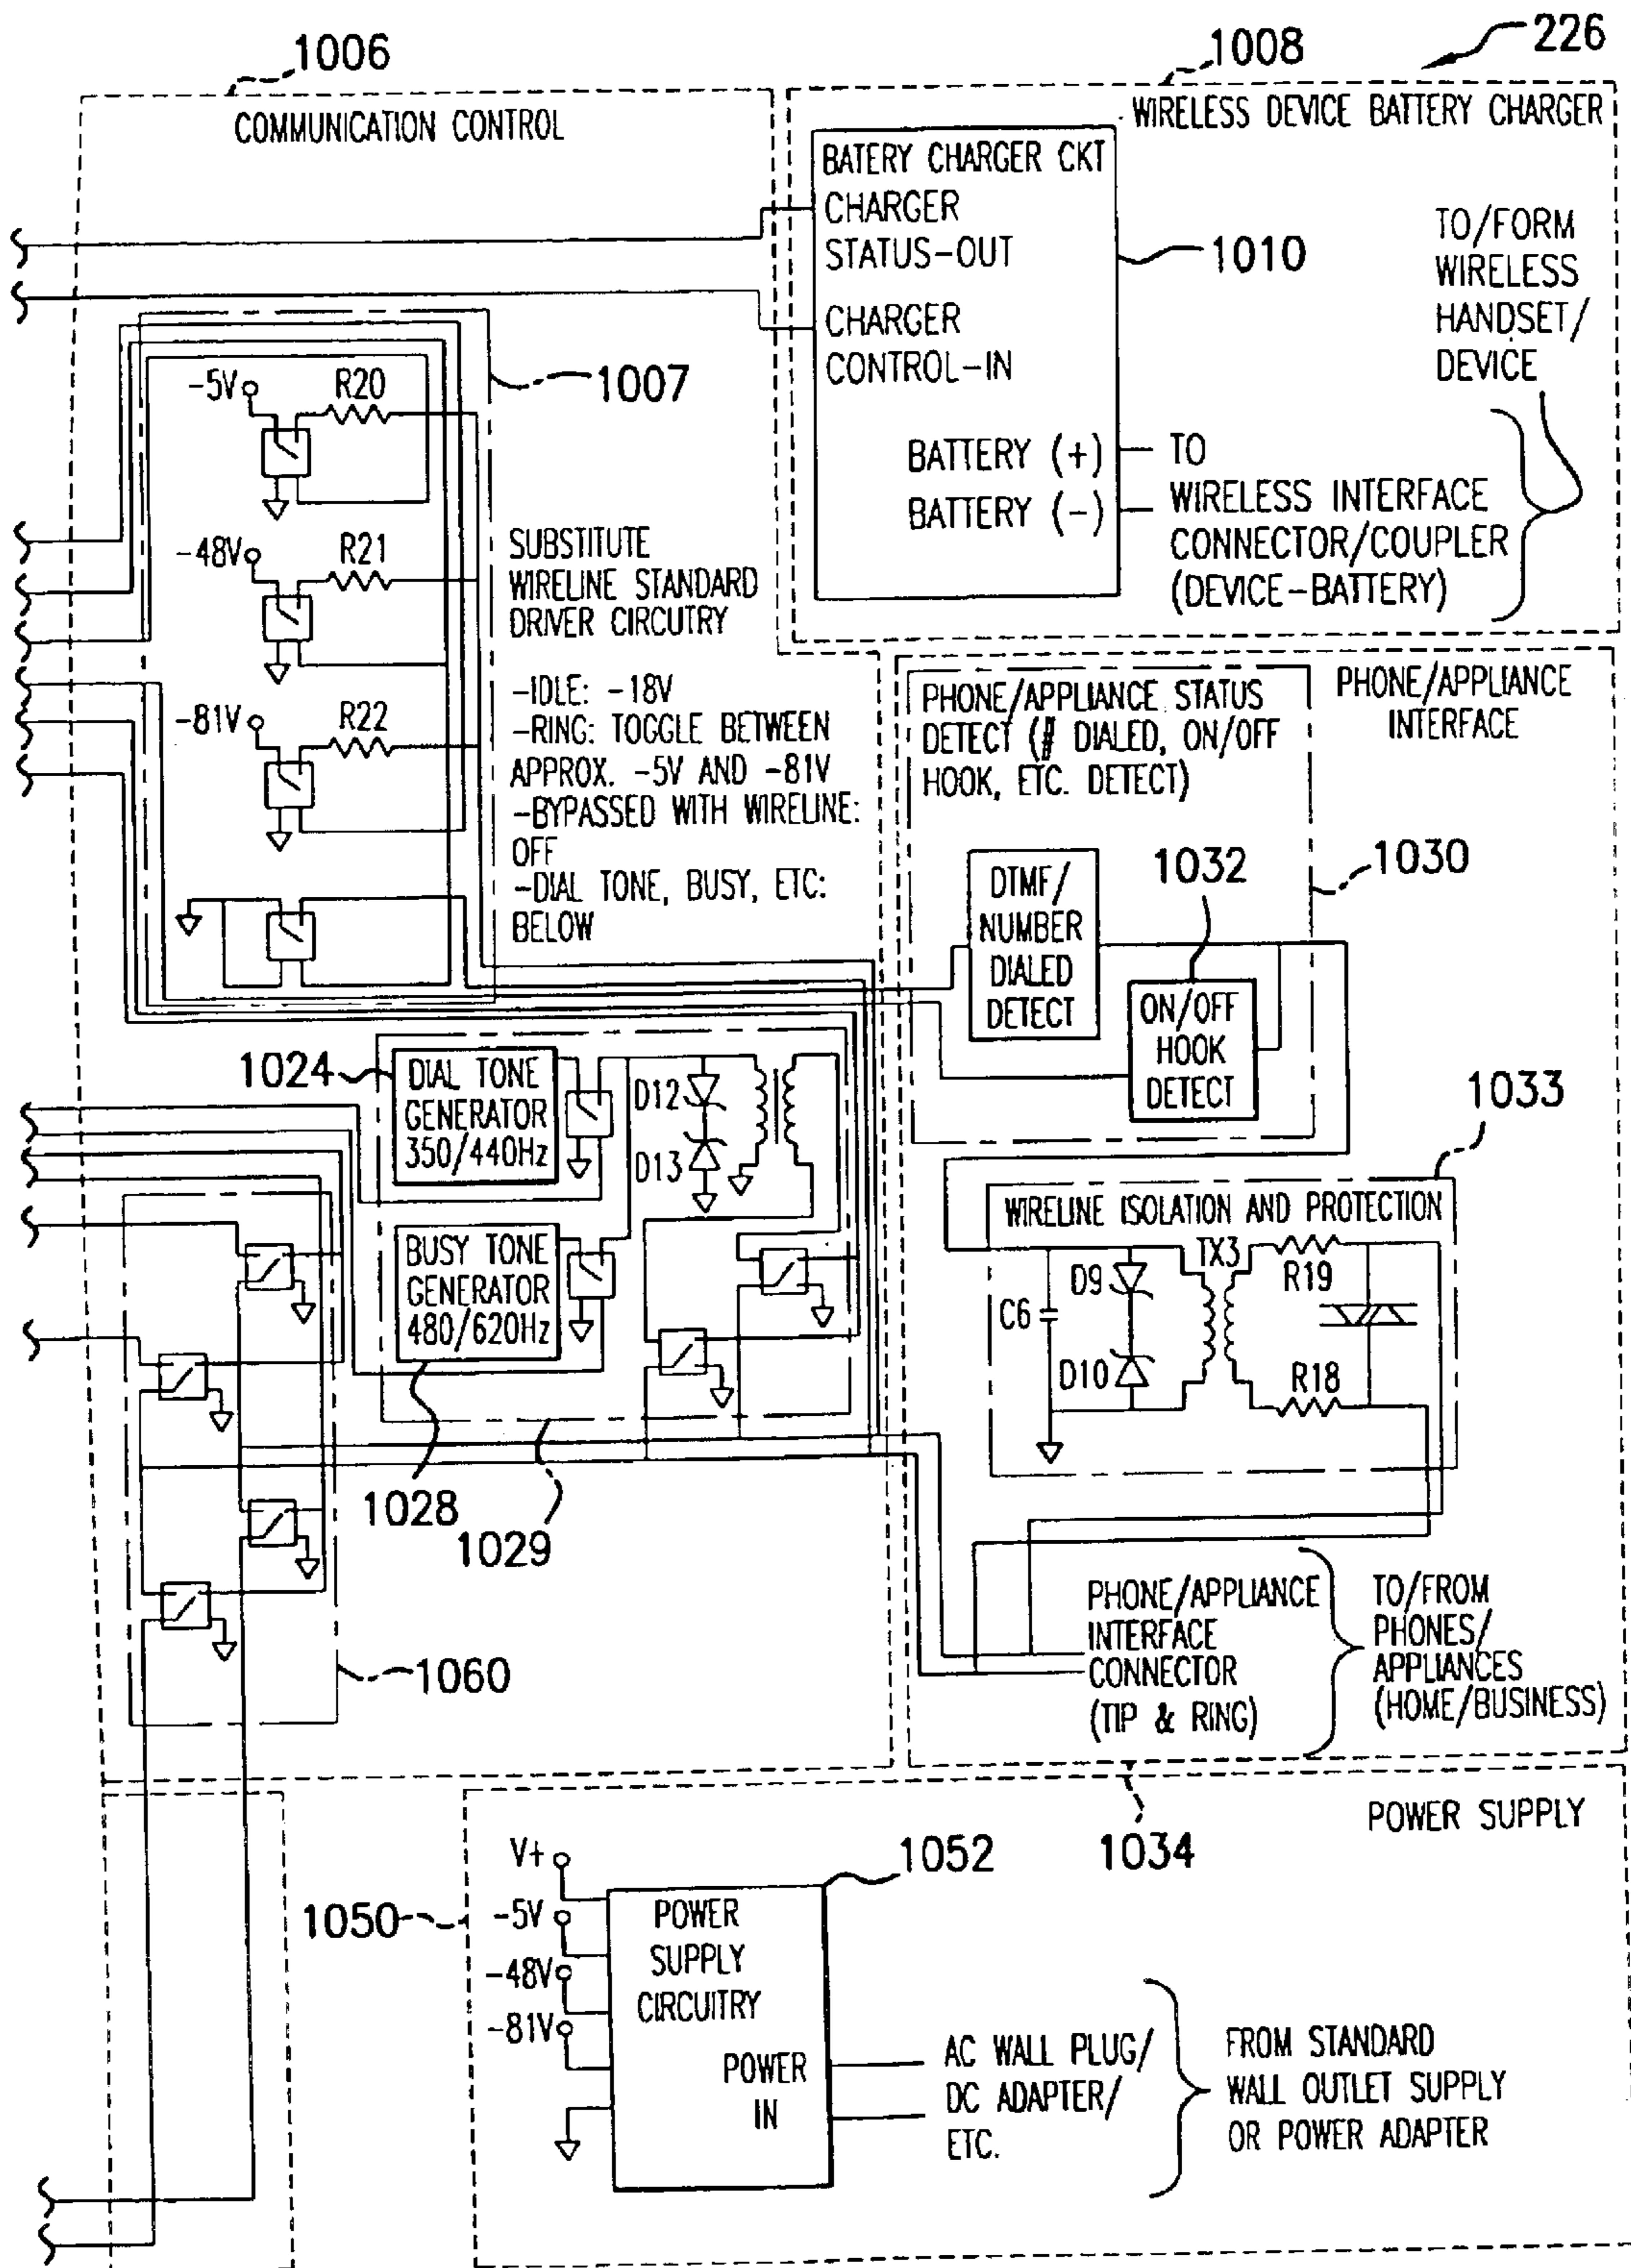 1006
1008
226
COMMUNICATION CONTROL
WIRELESS DEVICE BATTERY CHARGER
BATERY CHARGER CKT
CHARGER
STATUS-OUT
CHARGER
CONTROL-IN
BATTERY (+)
BATTERY (-)
1010
TO
WIRELESS INTERFACE
CONNECTOR/COUPLER
(DEVICE-BATTERY)
TO/FORM
WIRELESS
HANDSET/
DEVICE
1007
-5V
R20
-48V
R21
-81V
R22
SUBSTITUTE
WIRELINE STANDARD
DRIVER CIRCUTRY
-IDLE: -18V
-RING: TOGGLE BETWEEN
APPROX. -5V AND -81V
-BYPASSED WITH WIRELINE:
OFF
-DIAL TONE, BUSY, ETC:
BELOW
PHONE/APPLIANCE STATUS
DETECT (# DIALED, ON/OFF
HOOK, ETC. DETECT)
PHONE/APPLIANCE
INTERFACE
1030
1032
DTMF/
NUMBER
DIALED
DETECT
ON/OFF
HOOK
DETECT
1024
DIAL TONE
GENERATOR
350/440Hz
D12
D13
BUSY TONE
GENERATOR
480/620Hz
1028
1029
1033
WIRELINE ISOLATION AND PROTECTION
C6
D9
D10
TX3
R19
R18
1060
PHONE/APPLIANCE
INTERFACE
CONNECTOR
(TIP & RING)
TO/FROM
PHONES/
APPLIANCES
(HOME/BUSINESS)
1034
POWER SUPPLY
1050
1052
V+
-5V
-48V
-81V
POWER
SUPPLY
CIRCUITRY
POWER
IN
AC WALL PLUG/
DC ADAPTER/
ETC.
FROM STANDARD
WALL OUTLET SUPPLY
OR POWER ADAPTER